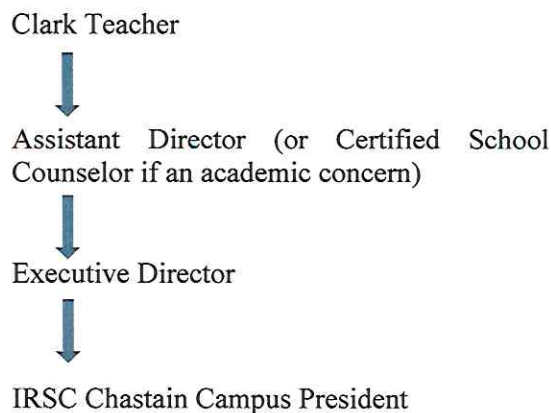 Clark Teacher
Assistant Director (or Certified School
Counselor if an academic concern)
Executive Director
IRSC Chastain Campus President